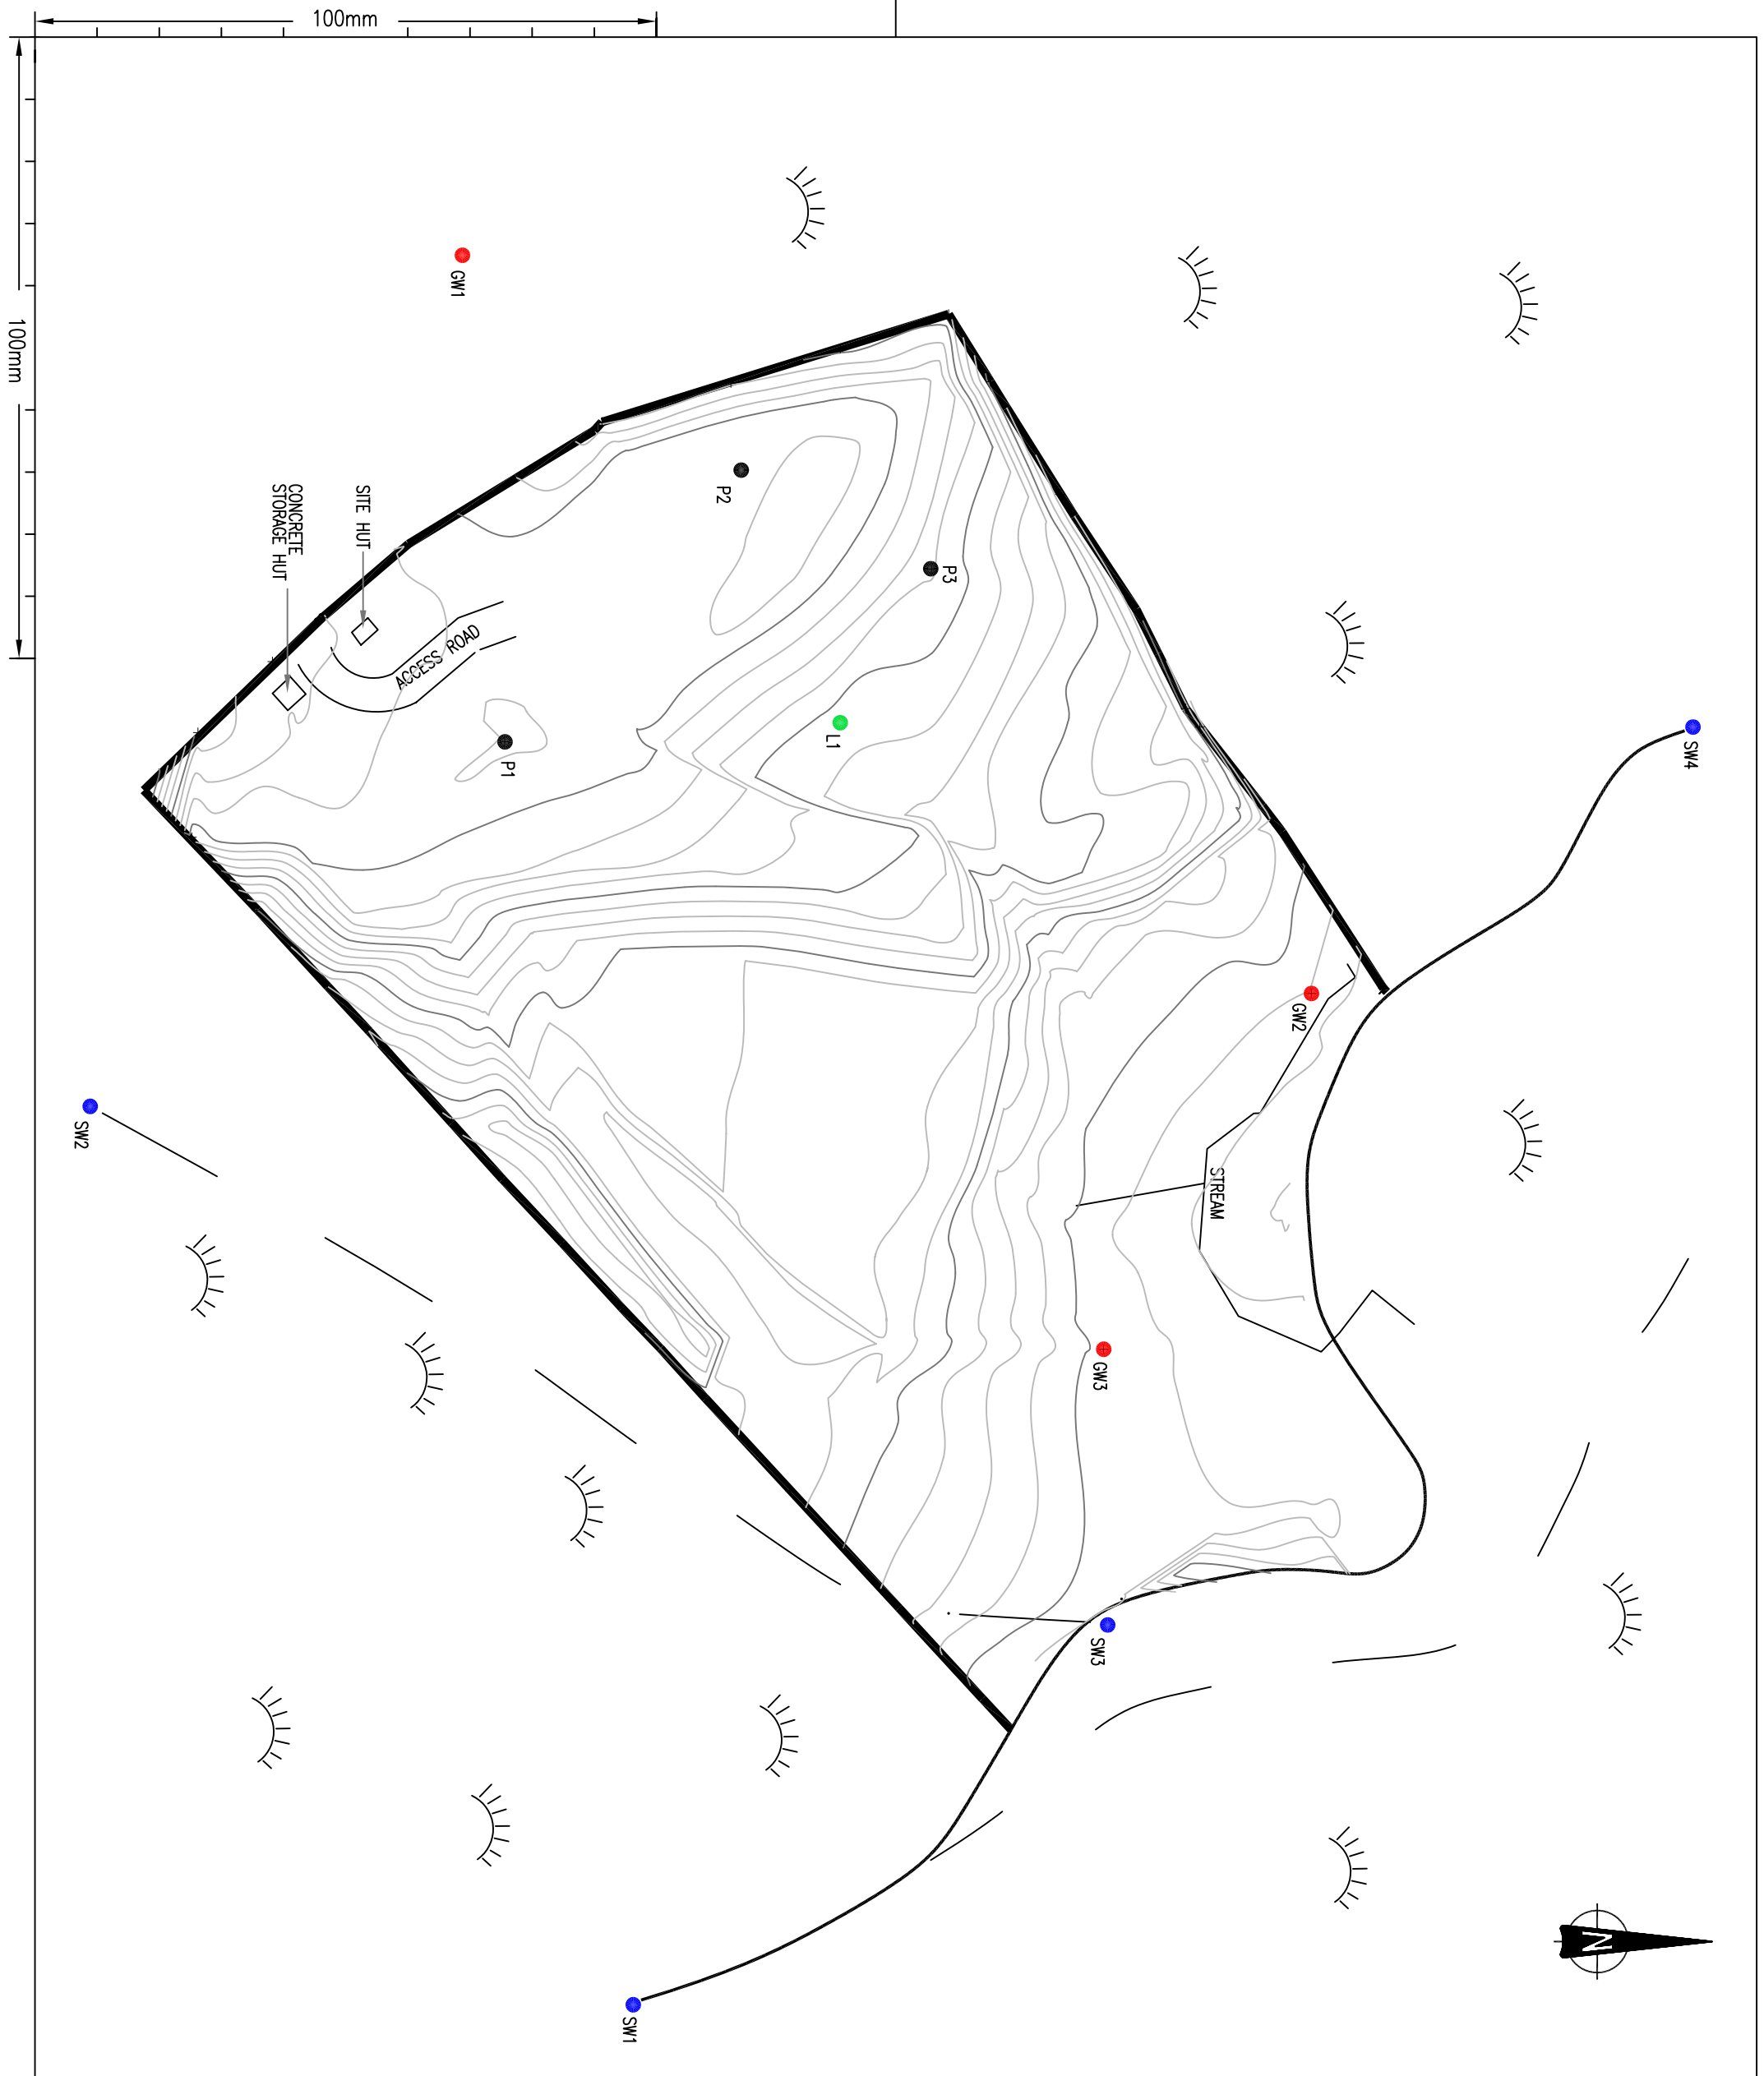 100mm
100mm
GW1
P2
P3
SITE HUT
CONCRETE
STORAGE HUT
ACCESS ROAD
L1
P1
SW4
GW2
SW2
STREAM
GW3
SW3
N
SW1